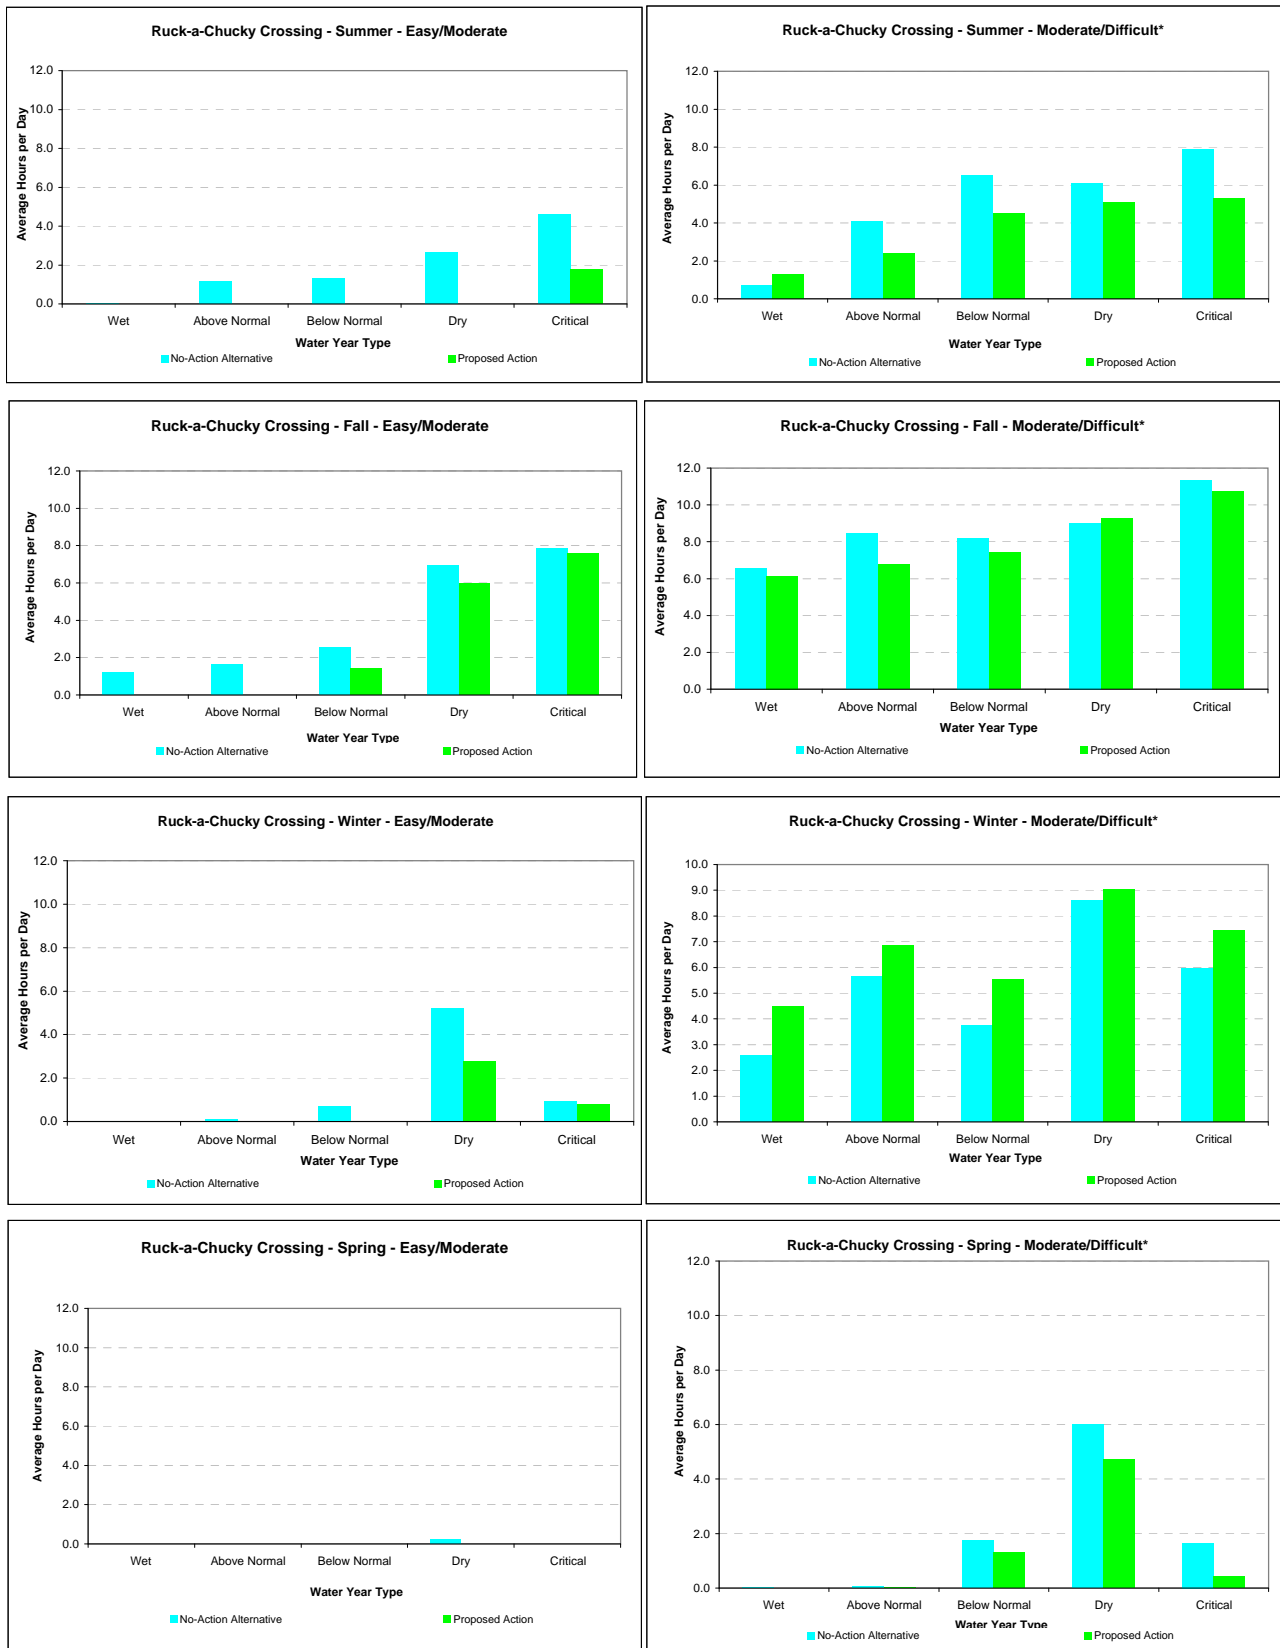 Ruck-a-Chucky Crossing - Summer - Easy/Moderate
12.0
10.0
8.0
6.0
4.0
2.0
0.0
Average Hours per Day
Wet Above Normal Below Normal Dry Critical
Water Year Type
No-Action Alternative Proposed Action
Ruck-a-Chucky Crossing - Summer - Moderate/Difficult*
12.0
10.0
8.0
6.0
4.0
2.0
0.0
Average Hours per Day
Wet Above Normal Below Normal Dry Critical
Water Year Type
No-Action Alternative Proposed Action
Ruck-a-Chucky Crossing - Fall - Easy/Moderate
12.0
10.0
8.0
6.0
4.0
2.0
0.0
Average Hours per Day
Wet Above Normal Below Normal Dry Critical
Water Year Type
No-Action Alternative Proposed Action
Ruck-a-Chucky Crossing - Fall - Moderate/Difficult*
12.0
10.0
8.0
6.0
4.0
2.0
0.0
Average Hours per Day
Wet Above Normal Below Normal Dry Critical
Water Year Type
No-Action Alternative Proposed Action
Ruck-a-Chucky Crossing - Winter - Easy/Moderate
12.0
10.0
8.0
6.0
4.0
2.0
0.0
Average Hours per Day
Wet Above Normal Below Normal Dry Critical
Water Year Type
No-Action Alternative Proposed Action
Ruck-a-Chucky Crossing - Winter - Moderate/Difficult*
10.0
9.0
8.0
7.0
6.0
5.0
4.0
3.0
2.0
1.0
0.0
Average Hours per Day
Wet Above Normal Below Normal Dry Critical
Water Year Type
No-Action Alternative Proposed Action
Ruck-a-Chucky Crossing - Spring - Easy/Moderate
12.0
10.0
8.0
6.0
4.0
2.0
0.0
Average Hours per Day
Wet Above Normal Below Normal Dry Critical
Water Year Type
No-Action Alternative Proposed Action
Ruck-a-Chucky Crossing - Spring - Moderate/Difficult*
12.0
10.0
8.0
6.0
4.0
2.0
0.0
Average Hours per Day
Wet Above Normal Below Normal Dry Critical
Water Year Type
No-Action Alternative Proposed Action